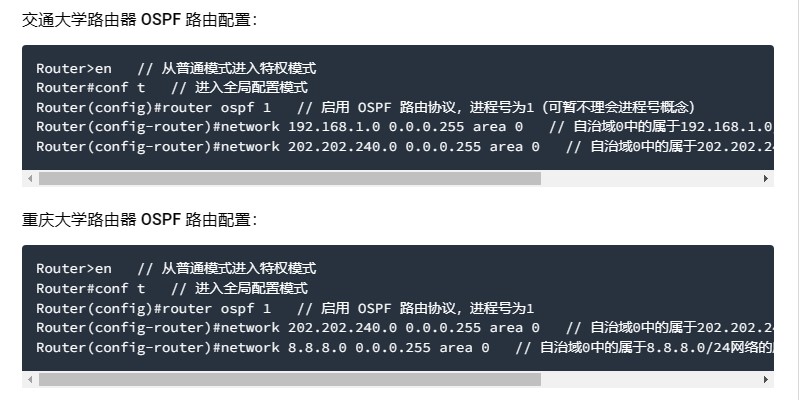 交通大学路由器 OSPF 路由配置：
Router>en // 从普通模式进入特权模式
Router#conf t // 进入全局配置模式
Router(config)#router ospf 1 // 启用 OSPF 路由协议，进程号为1（可暂不理会进程号概念）
Router(config-router)#network 192.168.1.0 0.0.0.255 area 0 // 自治域0中的属于192.168.1.0
Router(config-router)#network 202.202.240.0 0.0.0.255 area 0 // 自治域0中的属于202.202.24
重庆大学路由器 OSPF 路由配置：
Router>en // 从普通模式进入特权模式
Router#conf t // 进入全局配置模式
Router(config)#router ospf 1 // 启用 OSPF 路由协议，进程号为1
Router(config-router)#network 202.202.240.0 0.0.0.255 area 0 // 自治域0中的属于202.202.24
Router(config-router)#network 8.8.8.0 0.0.0.255 area 0 // 自治域0中的属于8.8.8.0/24网络的